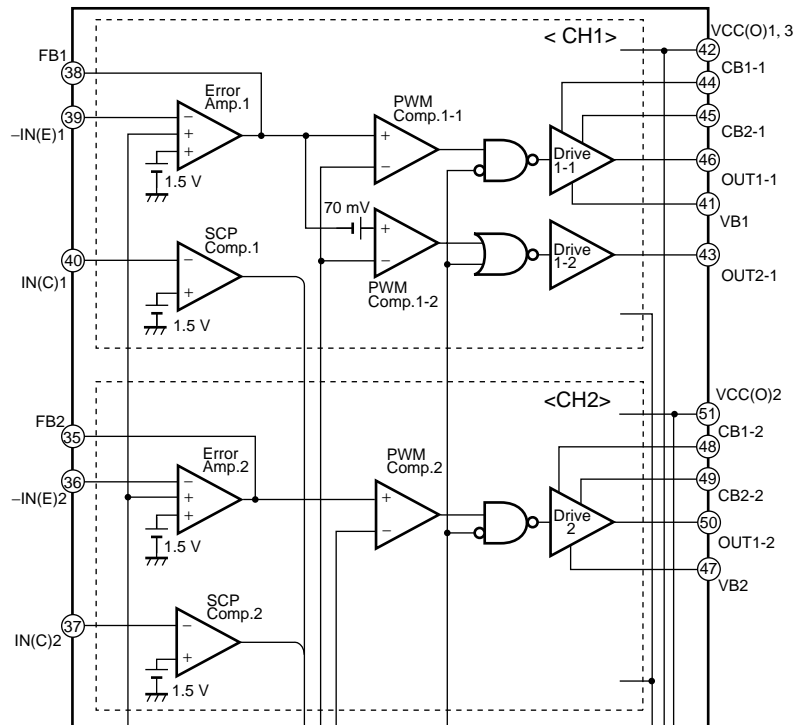 < CH1>
VCC(O)1, 3
42
FB1
38
CB1-1
44
Error
Amp.1
PWM
Comp.1-1
39
−IN(E)1
−
+
+
1.5 V
+
−
45
CB2-1
Drive
1-1
46
OUT1-1
41
VB1
70 mV
SCP
Comp.1
40
IN(C)1
−
+
1.5 V
+
−
PWM
Comp.1-2
Drive
1-2
43
OUT2-1
<CH2>
VCC(O)2
51
FB2
35
CB1-2
48
Error
Amp.2
PWM
Comp.2
36
−IN(E)2
−
+
+
1.5 V
+
−
49
CB2-2
Drive
2
50
OUT1-2
47
VB2
SCP
Comp.2
37
IN(C)2
−
+
1.5 V